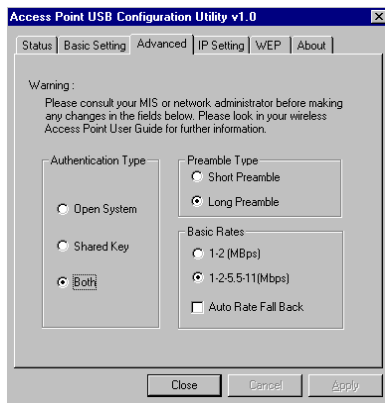 Access Point USB Configuration Utility v1.0
Status Basic Setting Advanced IP Setting WEP About
Warning :
Please consult your MIS or network administrator before making
any changes in the fields below. Please look in your wireless
Access Point User Guide for further information.
Authentication Type
Open System
Shared Key
Both
Preamble Type
Short Preamble
Long Preamble
Basic Rates
1-2 (MBps)
1-2-5.5-11(Mbps)
Auto Rate Fall Back
Close Cancel Apply